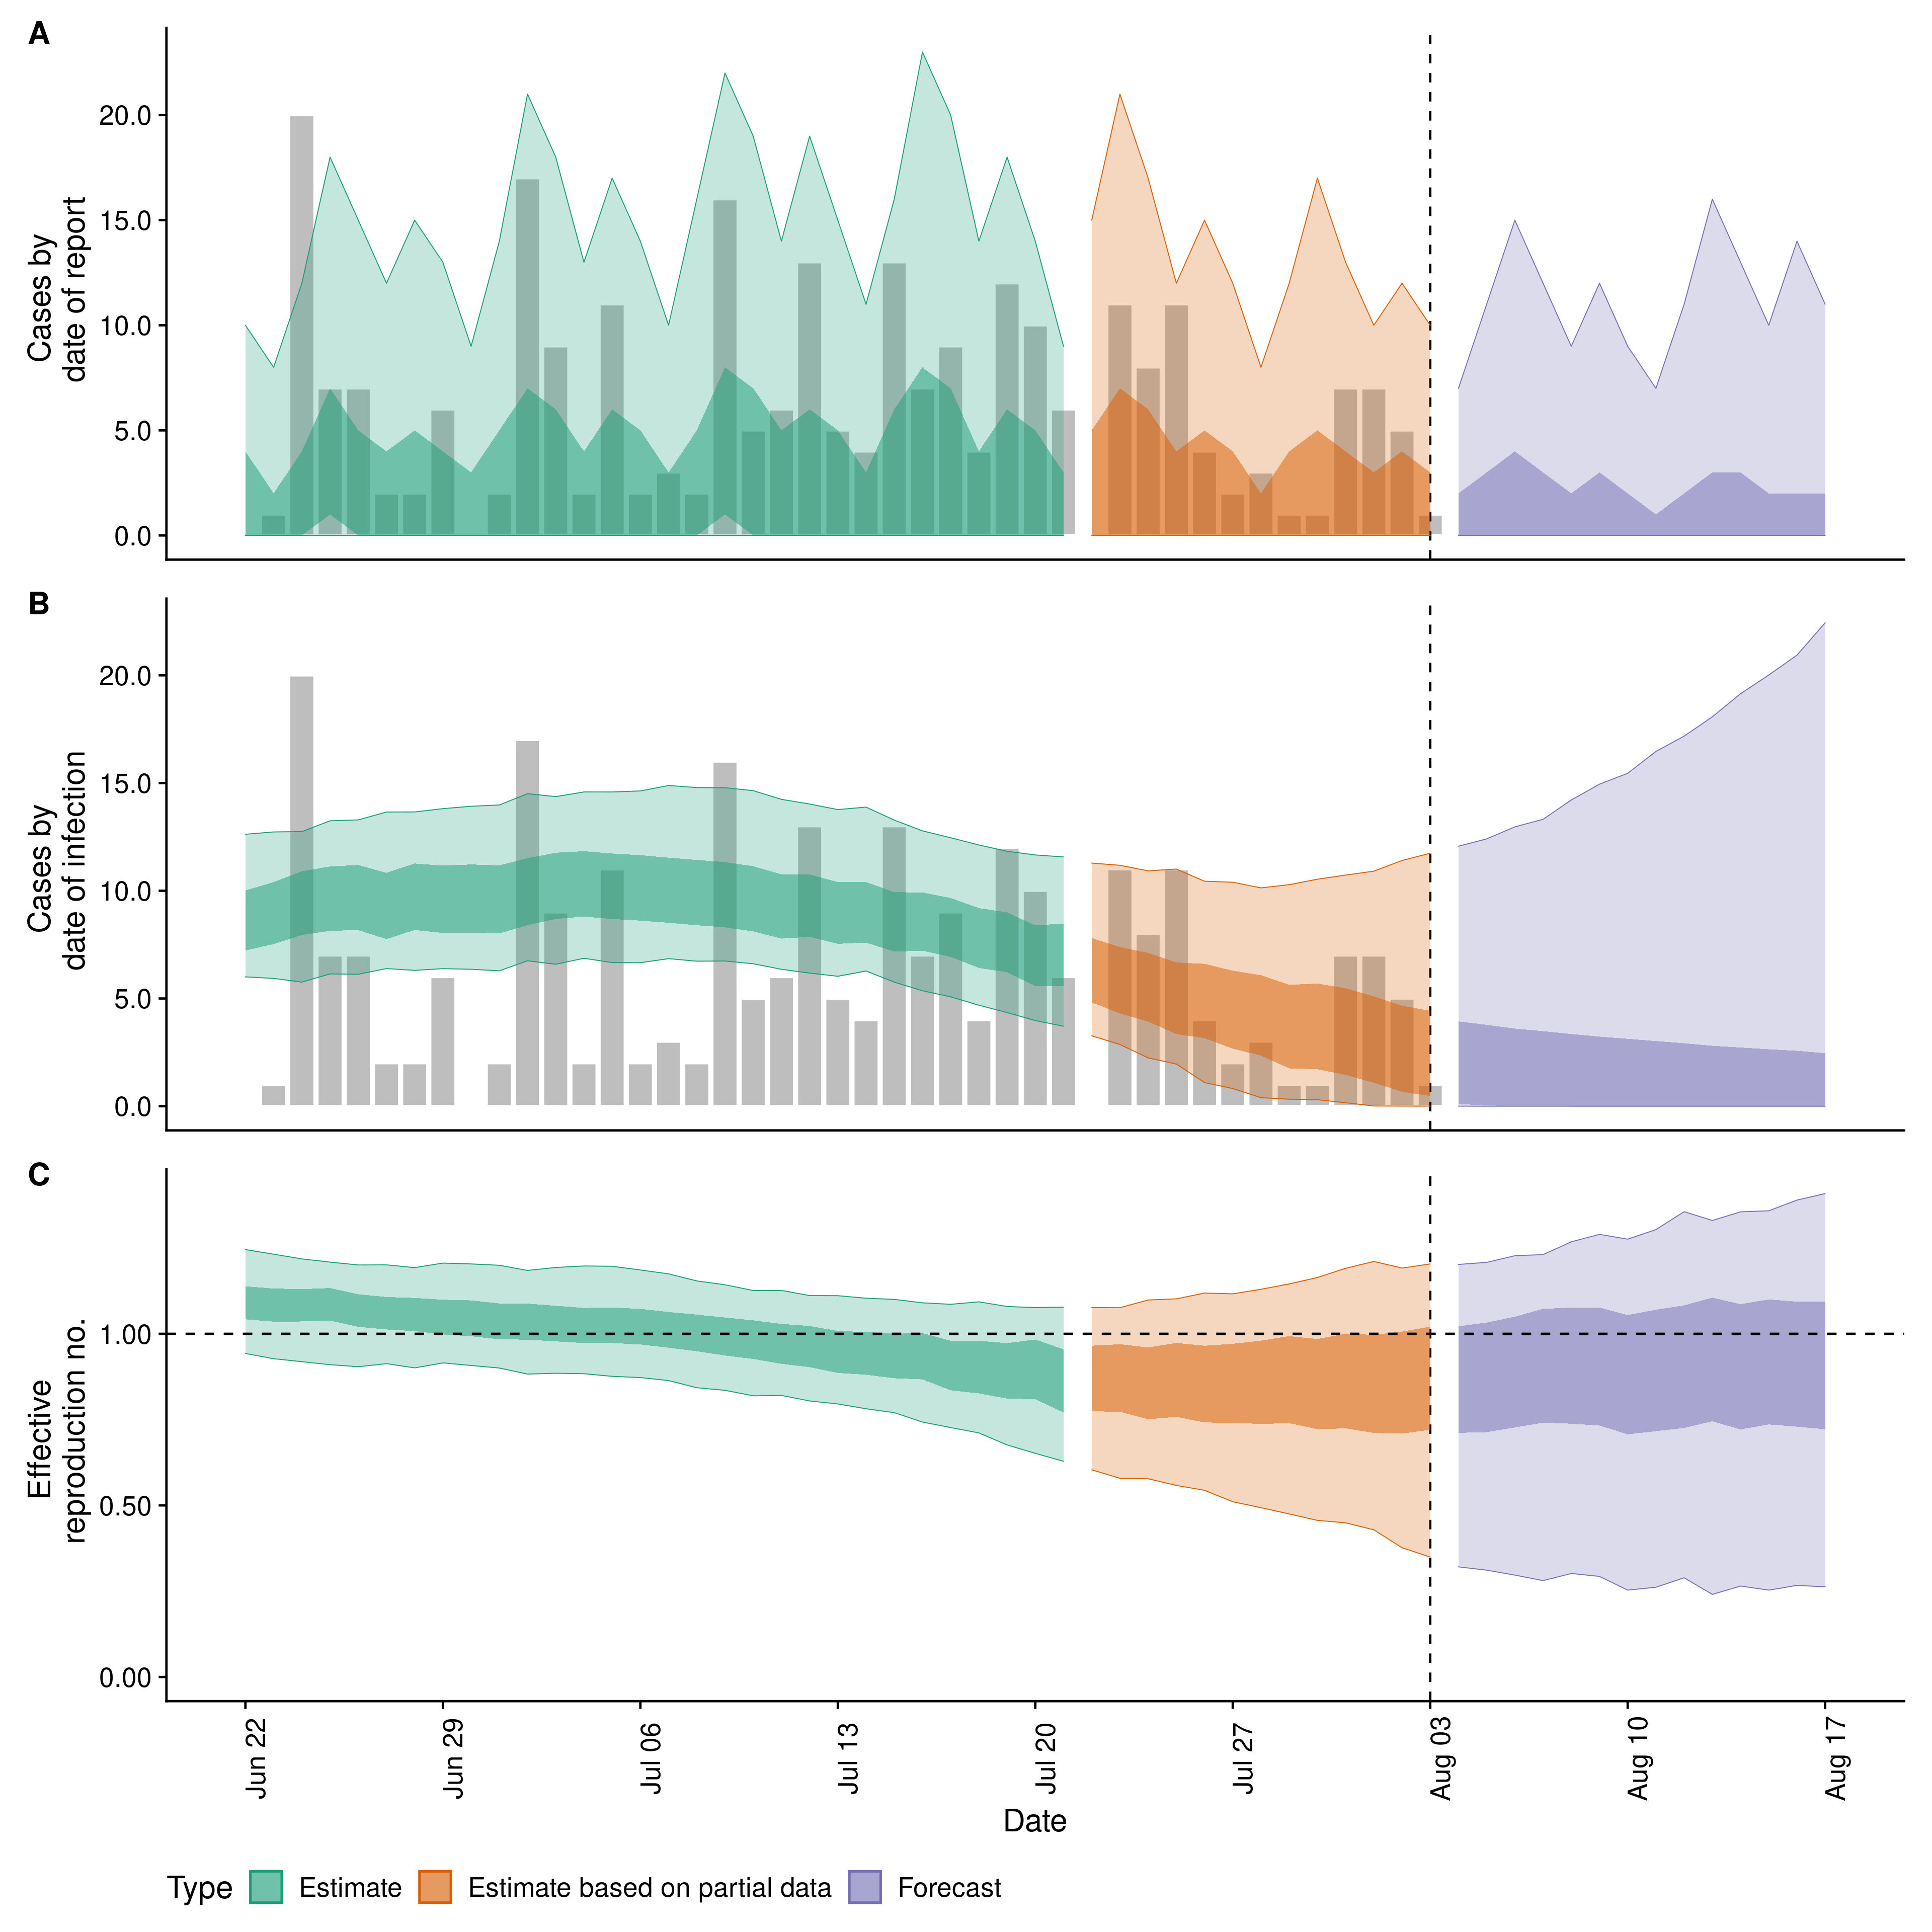 A
Cases by
date of report
20.0
15.0
10.0
5.0
0.0
B
Cases by
date of infection
20.0
15.0
10.0
5.0
0.0
C
Effective
reproduction no.
1.00
0.50
0.00
Jun 22
Jun 29
Jul 06
Jul 13
Jul 20
Jul 27
Aug 03
Aug 10
Aug 17
Date
Type Estimate Estimate based on partial data Forecast